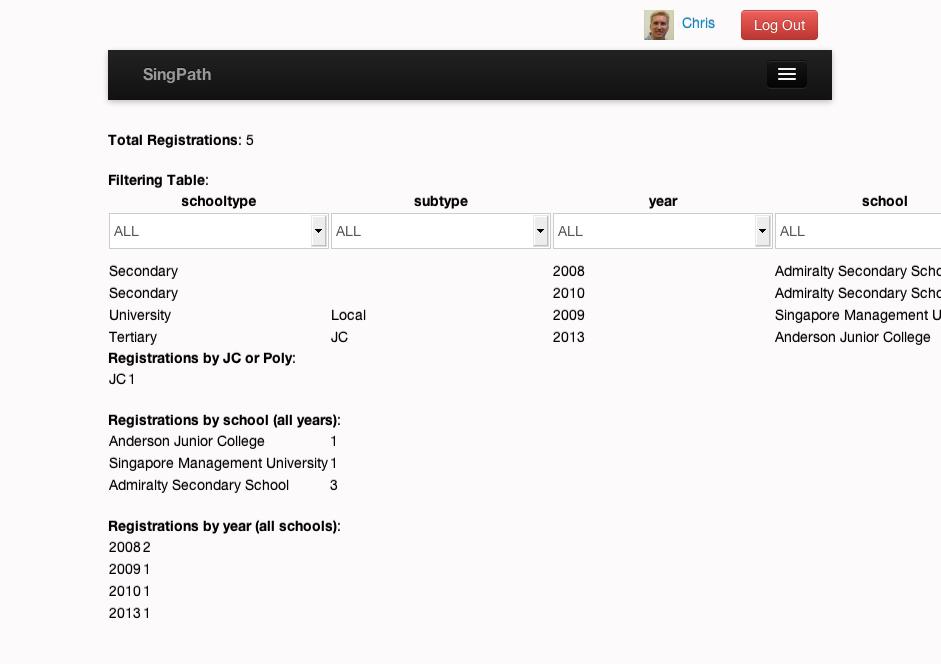 Chris Log Out
SingPath
Total Registrations: 5
Filtering Table:
schooltype subtype year school
ALL ALL ALL ALL
Secondary 2008 Admiralty Secondary Scho
Secondary 2010 Admiralty Secondary Scho
University Local 2009 Singapore Management U
Tertiary JC 2013 Anderson Junior College
Registrations by JC or Poly:
JC 1
Registrations by school (all years):
Anderson Junior College 1
Singapore Management University 1
Admiralty Secondary School 3
Registrations by year (all schools):
2008 2
2009 1
2010 1
2013 1